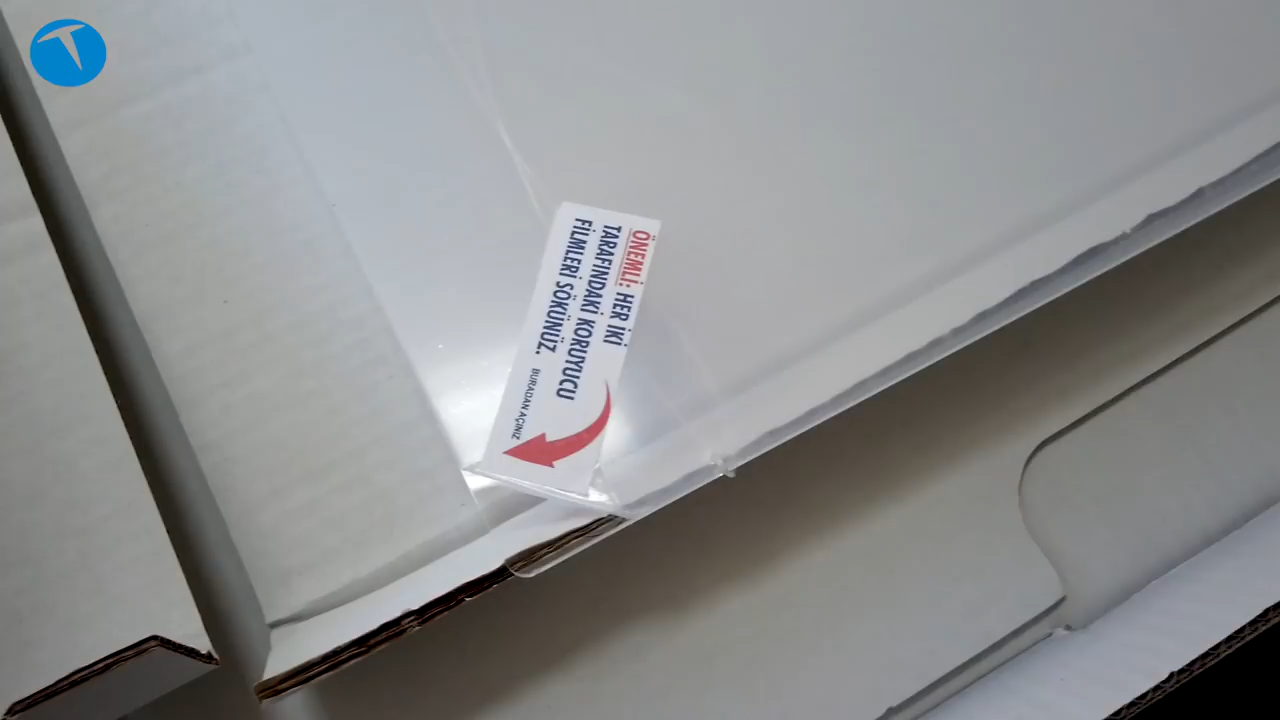 ÖNEMLİ: HER İKİ
TARAFINDAKİ KORUYUCU
FİLMLERİ SÖKÜNÜZ.
BURADAN AÇINIZ